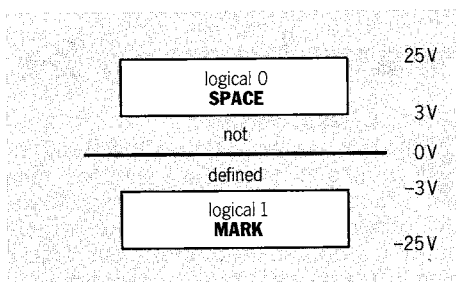 25V
logical 0
SPACE
3V
not
0V
defined
-3V
logical 1
MARK
-25V